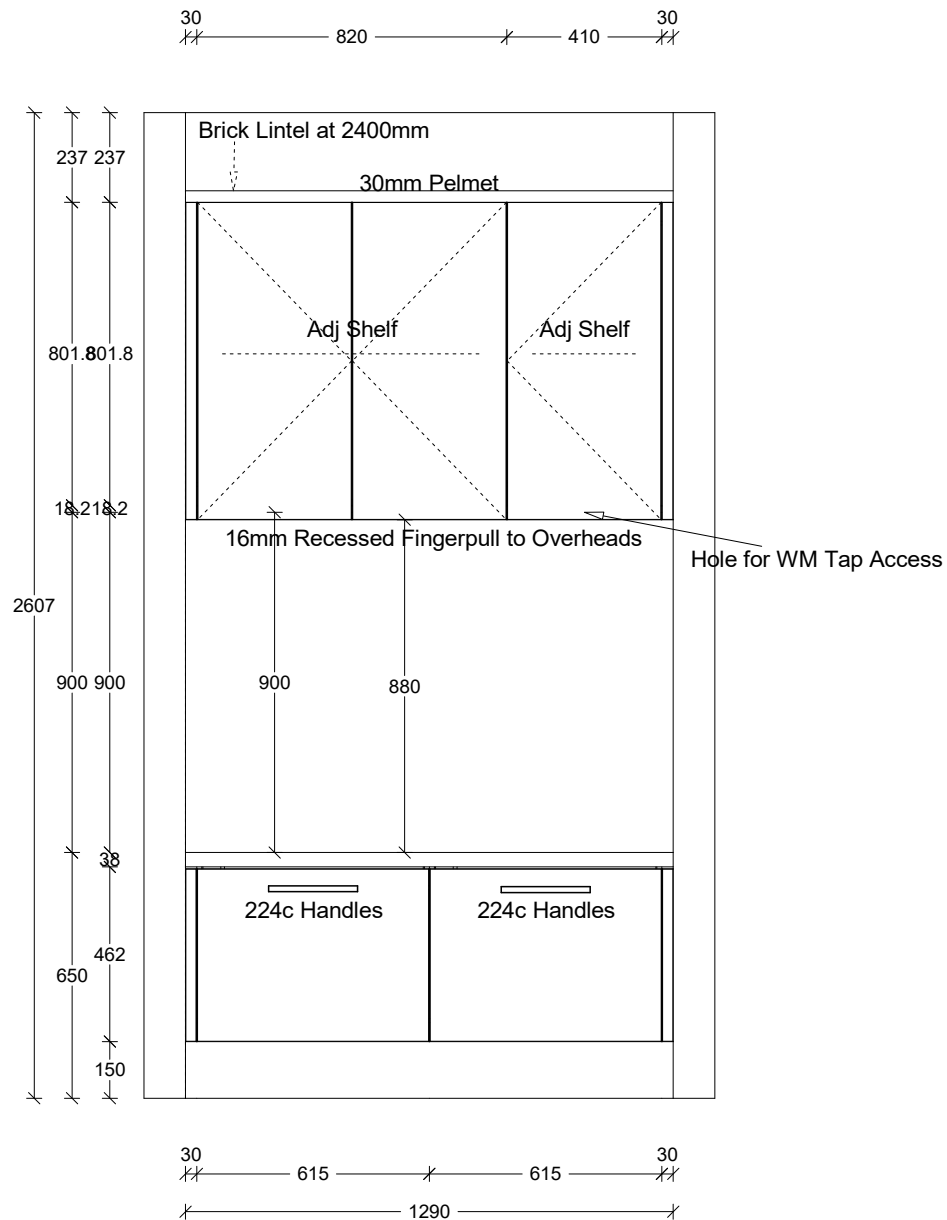 30 30
820 410
Brick Lintel at 2400mm
237 237
30mm Pelmet
Adj Shelf Adj Shelf
801.8 801.8
18.2 18.2
16mm Recessed Fingerpull to Overheads
Hole for WM Tap Access
2607
900 900 900 880
38
224c Handles 224c Handles
462
650
150
30 30
615 615
1290